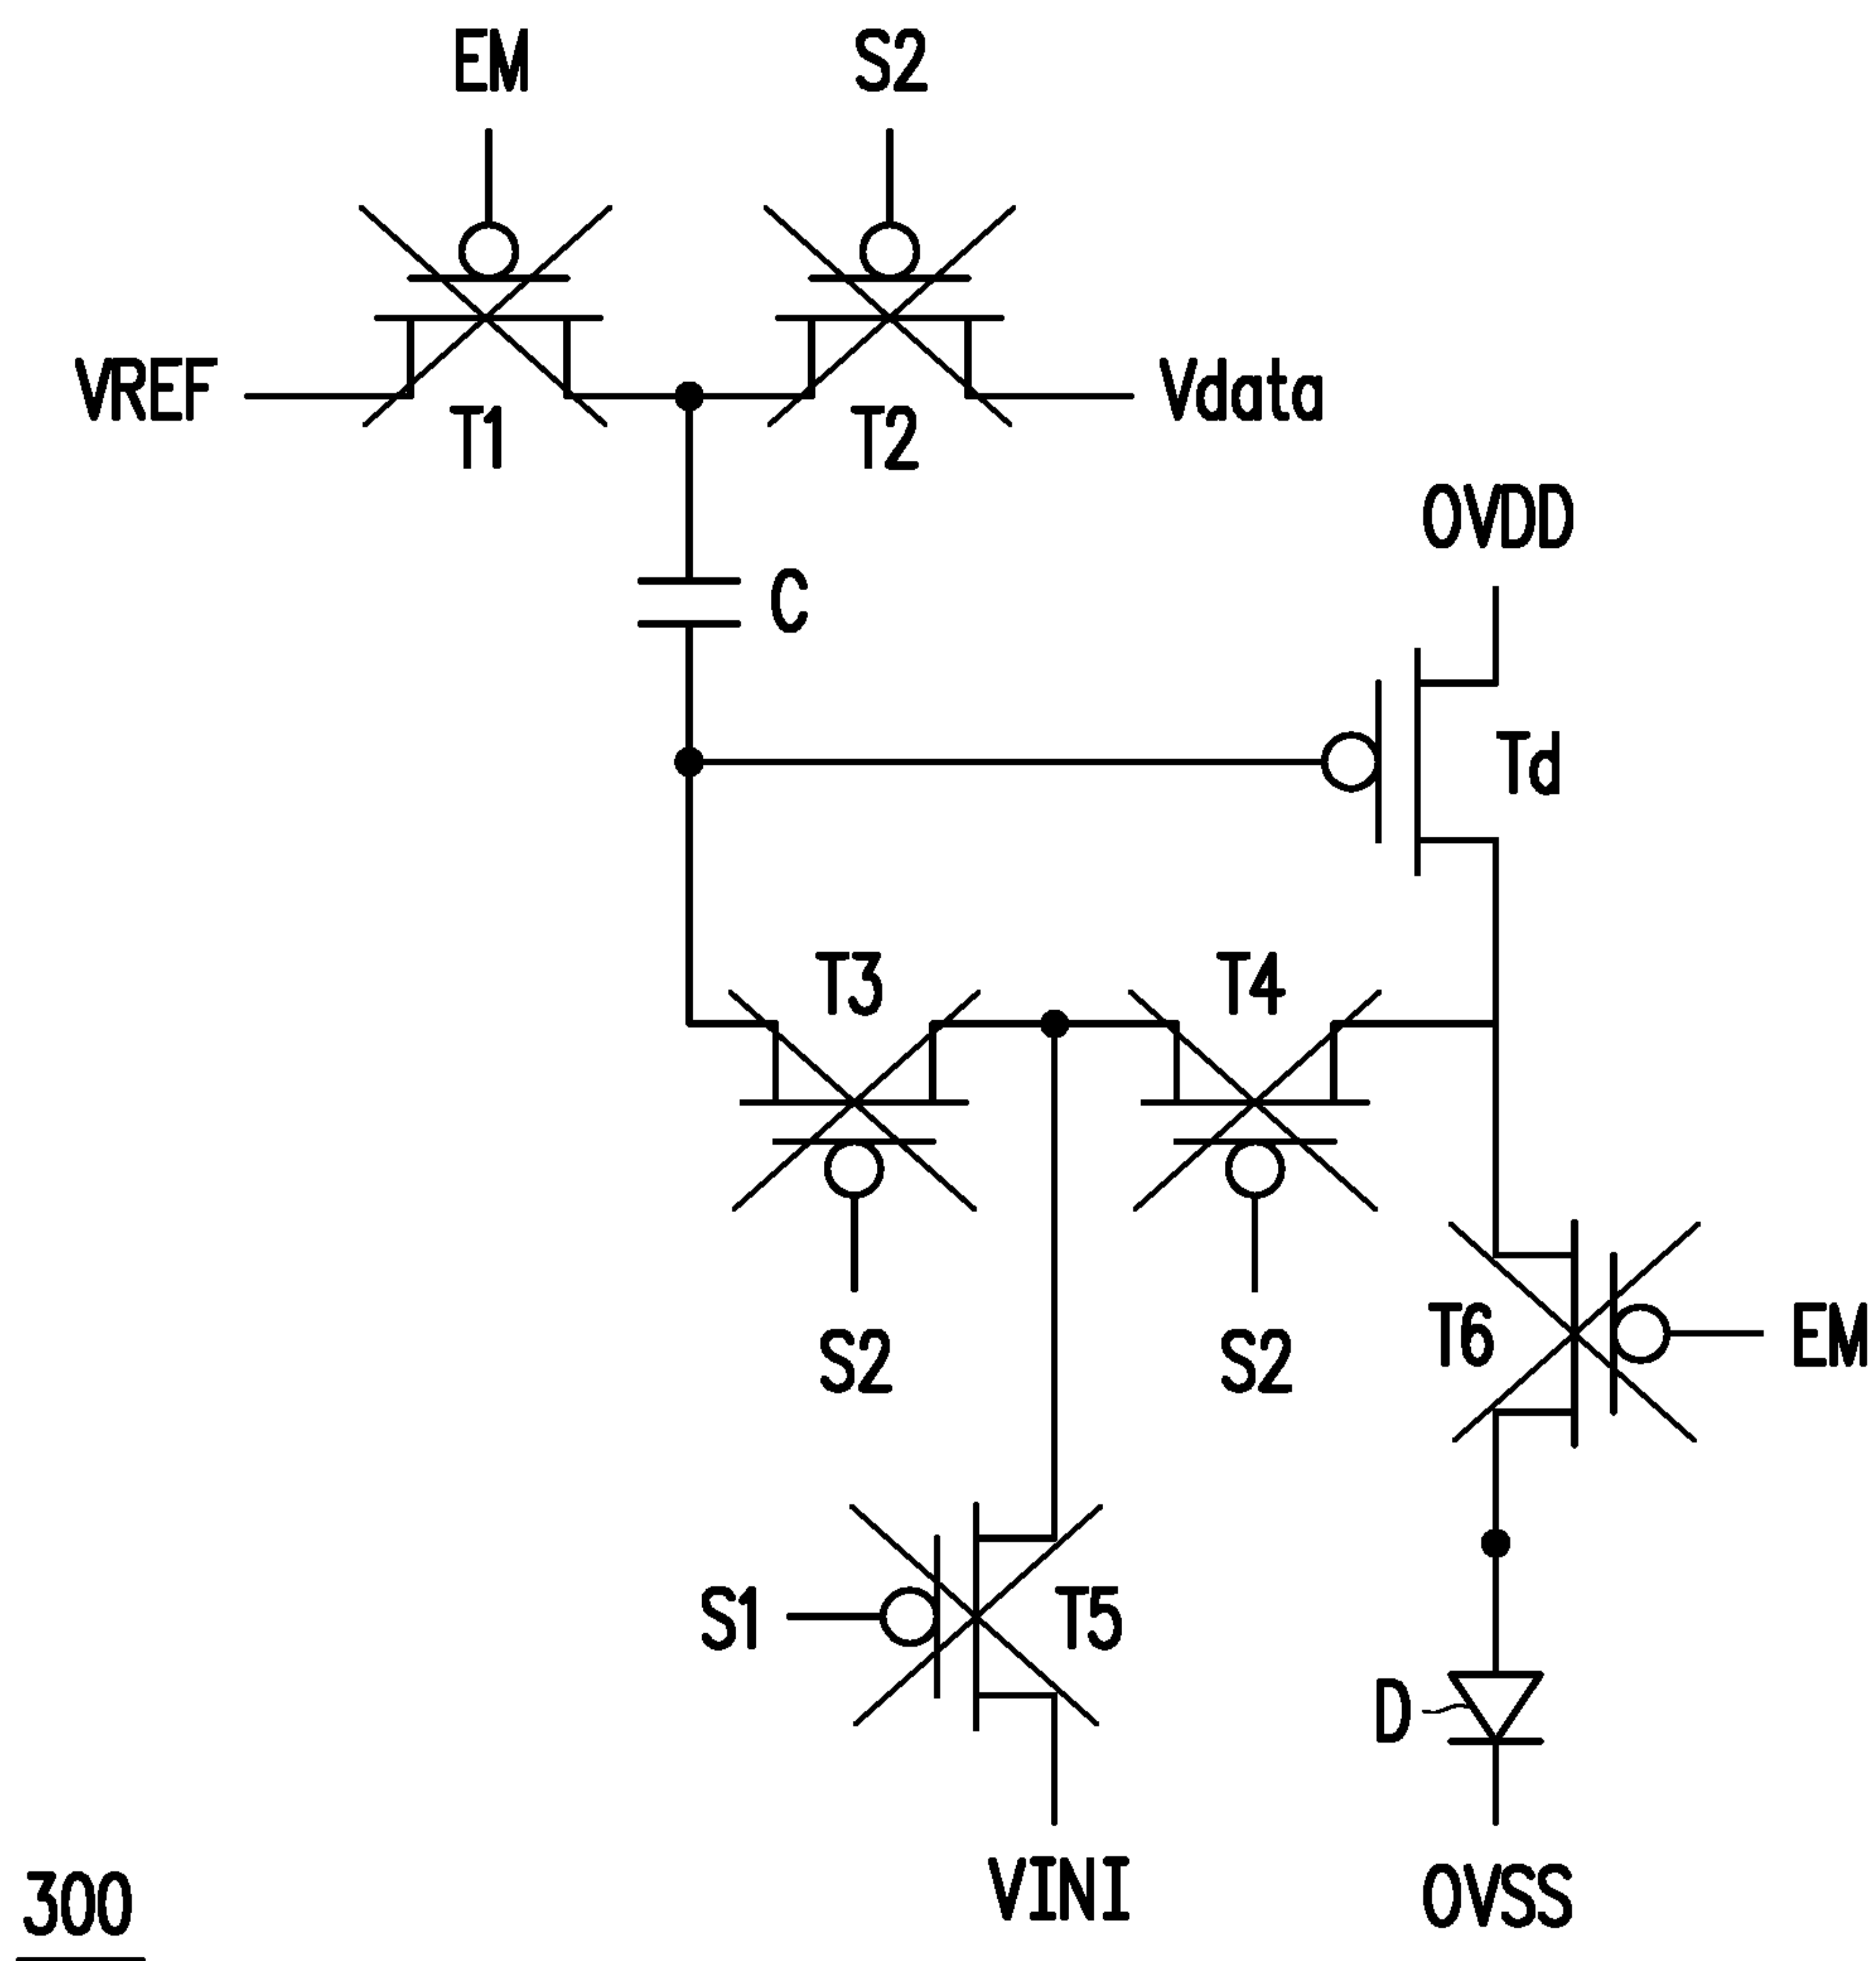 EM
S2
VREF
T1
T2
Vdata
OVDD
C
Td
T3
T4
S2
S2
T6
EM
S1
T5
D
VINI
OVSS
300